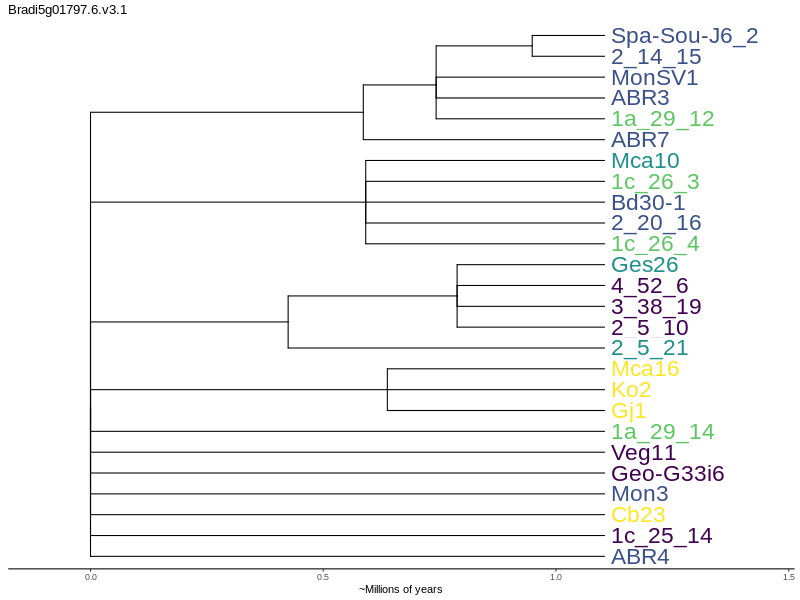 Bradi5g01797.6.v3.1
Spa-Sou-J6_2
2_14_15
MonSV1
ABR3
1a_29_12
ABR7
Mca10
1c_26_3
Bd30-1
2_20_16
1c_26_4
Ges26
4_52_6
3_38_19
2_5_10
2_5_21
Mca16
Ko2
Gj1
1a_29_14
Veg11
Geo-G33i6
Mon3
Cb23
1c_25_14
ABR4
0.0 0.5 1.0 1.5
~Millions of years